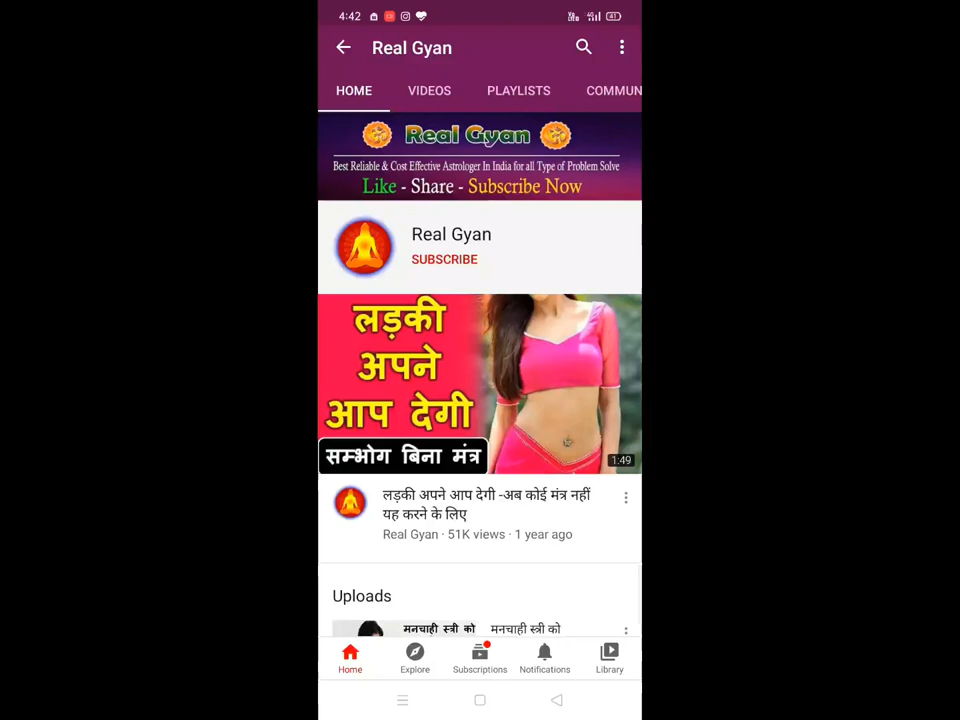 4:42
41
Real Gyan
HOME VIDEOS PLAYLISTS COMMUN
Real Gyan
Best Reliable & Cost Effective Astrologer In India for all Type of Problem Solve
Like - Share - Subscribe Now
Real Gyan
SUBSCRIBE
लड़की
अपने
आप देगी
सम्भोग बिना मंत्र
1:49
लड़की अपने आप देगी -अब कोई मंत्र नहीं
यह करने के लिए
Real Gyan · 51K views · 1 year ago
Uploads
मनचाही स्त्री को मनचाही स्त्री को
Home Explore Subscriptions Notifications Library